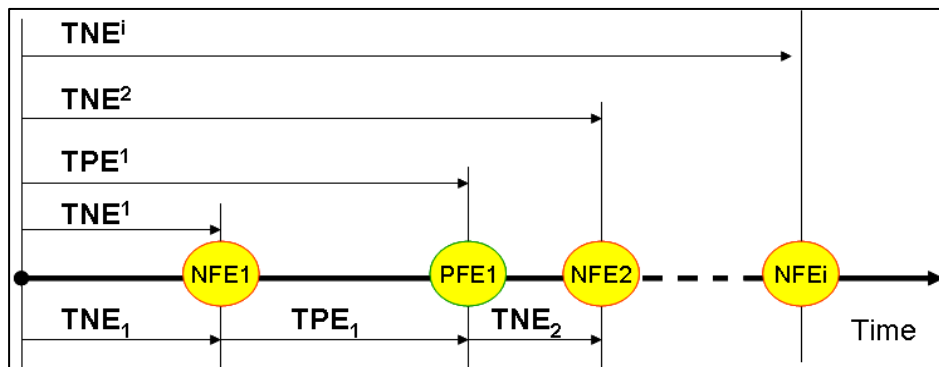 TNEⁱ
TNE²
TPE¹
TNE¹
NFE1 PFE1 NFE2 NFEi
TNE₁ TPE₁ TNE₂ Time